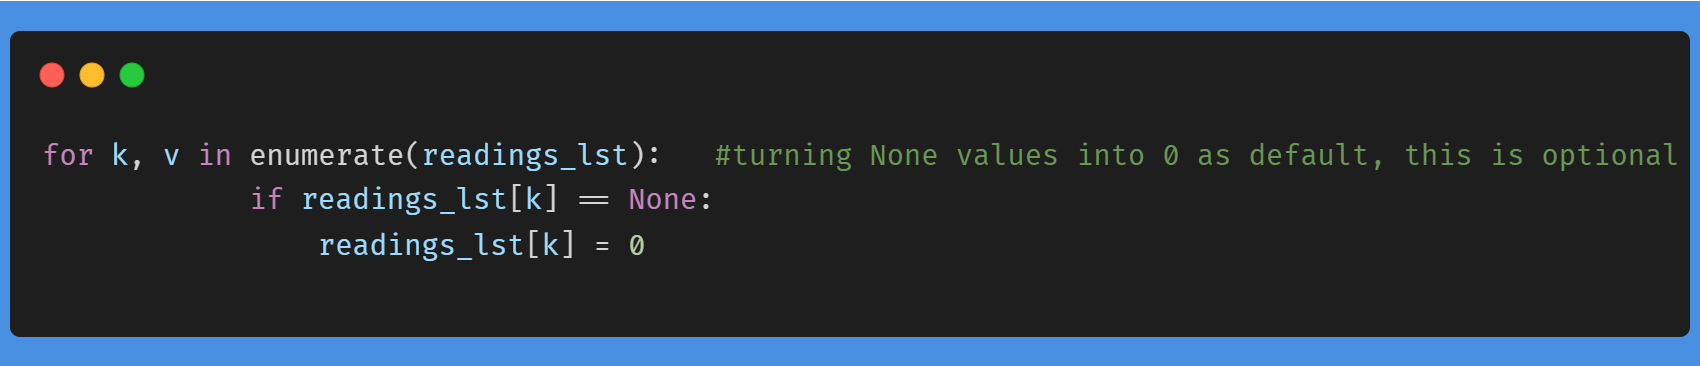 for k, v in enumerate(readings_lst):   #turning None values into 0 as default, this is optional
            if readings_lst[k] == None:
                readings_lst[k] = 0